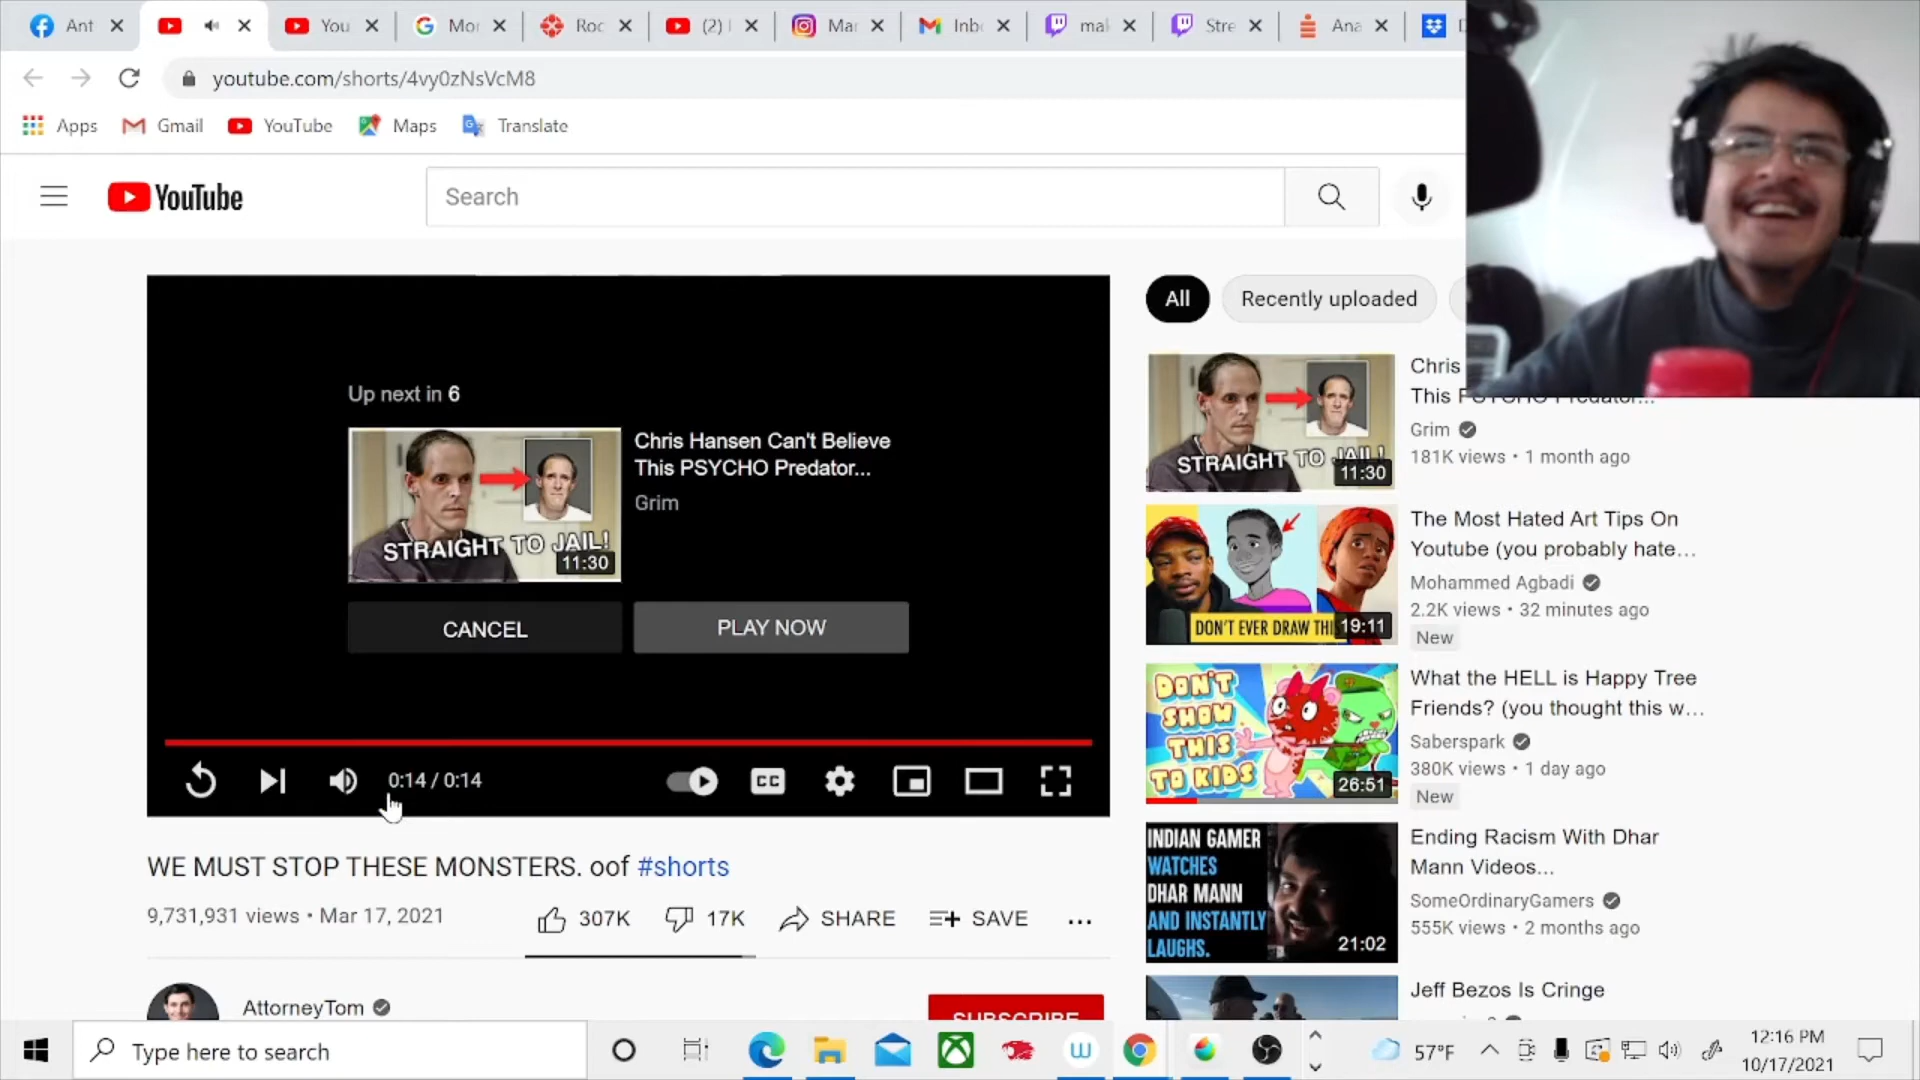 Ant
You
Mor
Roc
(2)
Mar
Inb
mal
Stre
Ana
youtube.com/shorts/4vy0zNsVcM8
Apps
Gmail
YouTube
Maps
Translate
YouTube
Search
Up next in 6
STRAIGHT TO JAIL!
11:30
Chris Hansen Can't Believe
This PSYCHO Predator...
Grim
CANCEL
PLAY NOW
0:14 / 0:14
CC
WE MUST STOP THESE MONSTERS. oof #shorts
9,731,931 views • Mar 17, 2021
307K
17K
SHARE
SAVE
AttorneyTom
SUBSCRIBE
All
Recently uploaded
STRAIGHT TO JAIL!
11:30
Chris
This PSYCHO Predator...
Grim
181K views • 1 month ago
DON'T EVER DRAW THI
19:11
The Most Hated Art Tips On
Youtube (you probably hate...
Mohammed Agbadi
2.2K views • 32 minutes ago
New
DON'T
SHOW
THIS
TO KIDS
26:51
What the HELL is Happy Tree
Friends? (you thought this w...
Saberspark
380K views • 1 day ago
New
INDIAN GAMER
WATCHES
DHAR MANN
AND INSTANTLY
LAUGHS.
21:02
Ending Racism With Dhar
Mann Videos...
SomeOrdinaryGamers
555K views • 2 months ago
Jeff Bezos Is Cringe
Type here to search
57°F
12:16 PM
10/17/2021